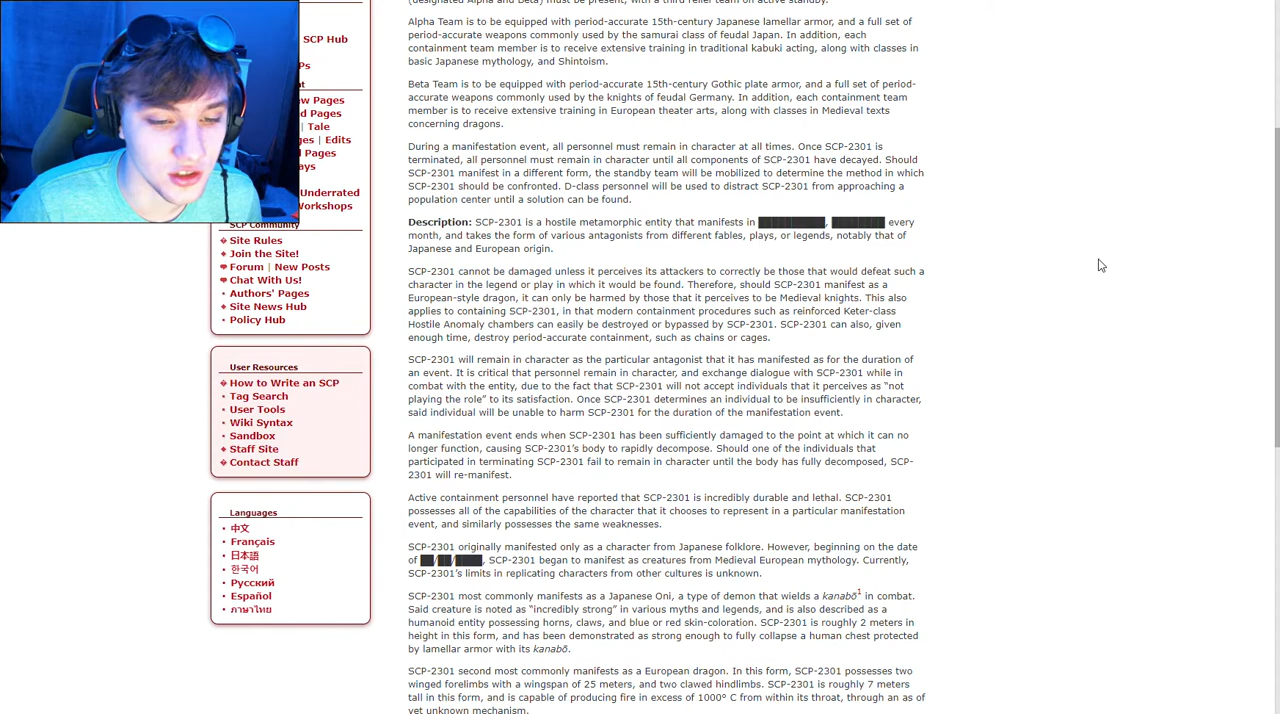 SCP Hub
Ps
nt
w Pages
d Pages
| Tale
ges | Edits
d Pages
ays
Underrated
Workshops
SCP Community
Site Rules
Join the Site!
Forum | New Posts
Chat With Us!
Authors' Pages
Site News Hub
Policy Hub
User Resources
How to Write an SCP
Tag Search
User Tools
Wiki Syntax
Sandbox
Staff Site
Contact Staff
Languages
中文
Français
日本語
한국어
Русский
Español
ภาษาไทย
(designated Alpha and Beta) must be present, with a third relief team on active standby.
Alpha Team is to be equipped with period-accurate 15th-century Japanese lamellar armor, and a full set of
period-accurate weapons commonly used by the samurai class of feudal Japan. In addition, each
containment team member is to receive extensive training in traditional kabuki acting, along with classes in
basic Japanese mythology, and Shintoism.
Beta Team is to be equipped with period-accurate 15th-century Gothic plate armor, and a full set of period-
accurate weapons commonly used by the knights of feudal Germany. In addition, each containment team
member is to receive extensive training in European theater arts, along with classes in Medieval texts
concerning dragons.
During a manifestation event, all personnel must remain in character at all times. Once SCP-2301 is
terminated, all personnel must remain in character until all components of SCP-2301 have decayed. Should
SCP-2301 manifest in a different form, the standby team will be mobilized to determine the method in which
SCP-2301 should be confronted. D-class personnel will be used to distract SCP-2301 from approaching a
population center until a solution can be found.
Description: SCP-2301 is a hostile metamorphic entity that manifests in ██████████, ████████ every
month, and takes the form of various antagonists from different fables, plays, or legends, notably that of
Japanese and European origin.
SCP-2301 cannot be damaged unless it perceives its attackers to correctly be those that would defeat such a
character in the legend or play in which it would be found. Therefore, should SCP-2301 manifest as a
European-style dragon, it can only be harmed by those that it perceives to be Medieval knights. This also
applies to containing SCP-2301, in that modern containment procedures such as reinforced Keter-class
Hostile Anomaly chambers can easily be destroyed or bypassed by SCP-2301. SCP-2301 can also, given
enough time, destroy period-accurate containment, such as chains or cages.
SCP-2301 will remain in character as the particular antagonist that it has manifested as for the duration of
an event. It is critical that personnel remain in character, and exchange dialogue with SCP-2301 while in
combat with the entity, due to the fact that SCP-2301 will not accept individuals that it perceives as “not
playing the role” to its satisfaction. Once SCP-2301 determines an individual to be insufficiently in character,
said individual will be unable to harm SCP-2301 for the duration of the manifestation event.
A manifestation event ends when SCP-2301 has been sufficiently damaged to the point at which it can no
longer function, causing SCP-2301’s body to rapidly decompose. Should one of the individuals that
participated in terminating SCP-2301 fail to remain in character until the body has fully decomposed, SCP-
2301 will re-manifest.
Active containment personnel have reported that SCP-2301 is incredibly durable and lethal. SCP-2301
possesses all of the capabilities of the character that it chooses to represent in a particular manifestation
event, and similarly possesses the same weaknesses.
SCP-2301 originally manifested only as a character from Japanese folklore. However, beginning on the date
of ██/██/████, SCP-2301 began to manifest as creatures from Medieval European mythology. Currently,
SCP-2301’s limits in replicating characters from other cultures is unknown.
SCP-2301 most commonly manifests as a Japanese Oni, a type of demon that wields a kanabō1 in combat.
Said creature is noted as “incredibly strong” in various myths and legends, and is also described as a
humanoid entity possessing horns, claws, and blue or red skin-coloration. SCP-2301 is roughly 2 meters in
height in this form, and has been demonstrated as strong enough to fully collapse a human chest protected
by lamellar armor with its kanabō.
SCP-2301 second most commonly manifests as a European dragon. In this form, SCP-2301 possesses two
winged forelimbs with a wingspan of 25 meters, and two clawed hindlimbs. SCP-2301 is roughly 7 meters
tall in this form, and is capable of producing fire in excess of 1000° C from within its throat, through an as of
yet unknown mechanism.